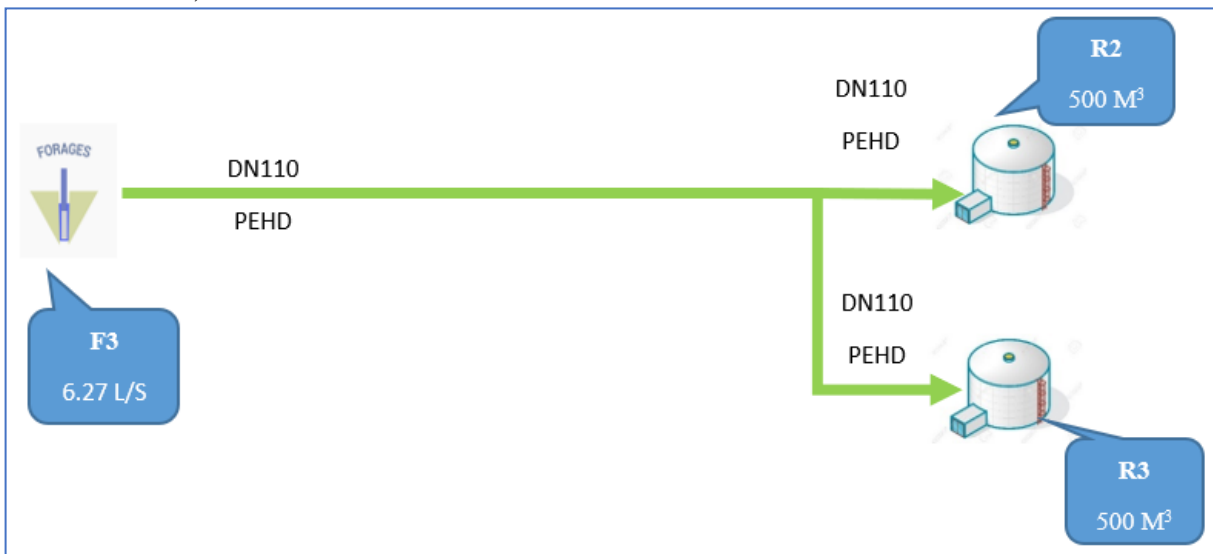 R2
500 M³
DN110
PEHD
FORAGES
DN110
PEHD
DN110
PEHD
F3
6.27 L/S
R3
500 M³